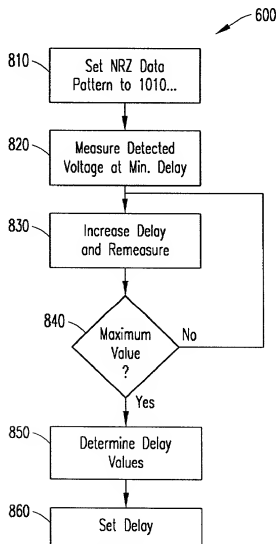 600
810
Set NRZ Data
Pattern to 1010...
820
Measure Detected
Voltage at Min. Delay
830
Increase Delay
and Remeasure
840
Maximum
Value
?
No
Yes
850
Determine Delay
Values
860
Set Delay